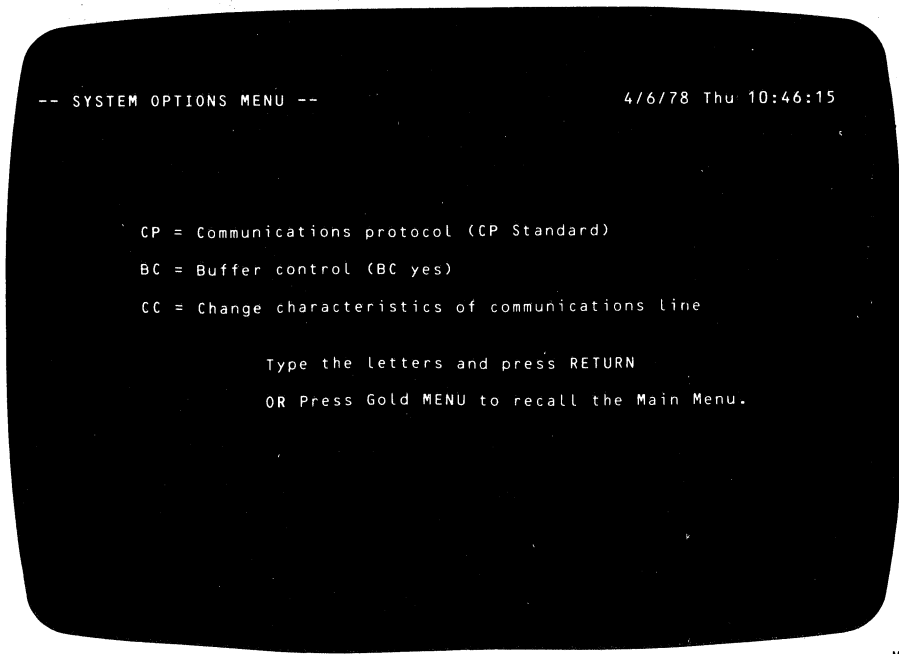 -- SYSTEM OPTIONS MENU -- 4/6/78 Thu 10:46:15
CP = Communications protocol (CP Standard)
BC = Buffer control (BC yes)
CC = Change characteristics of communications line
Type the letters and press RETURN
OR Press Gold MENU to recall the Main Menu.